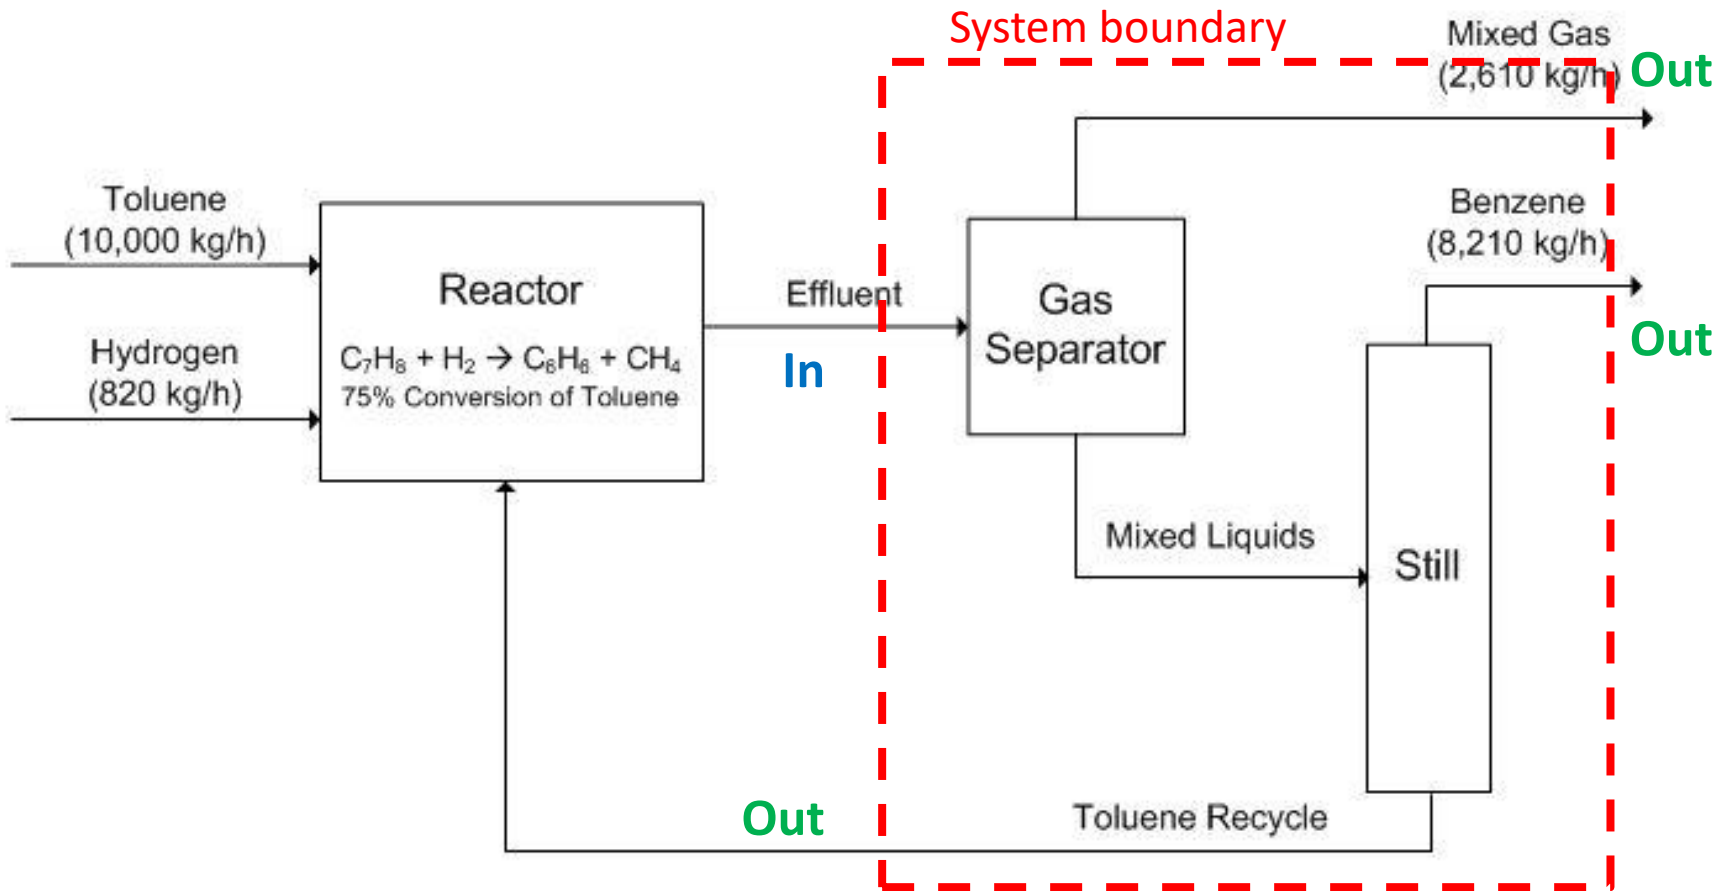 System boundary
Mixed Gas
(2,610 kg/h)
Out
Toluene
(10,000 kg/h)
Benzene
(8,210 kg/h)
Out
Reactor
C₇H₈ + H₂ → C₆H₆ + CH₄
75% Conversion of Toluene
Effluent
In
Gas
Separator
Hydrogen
(820 kg/h)
Mixed Liquids
Still
Out
Toluene Recycle